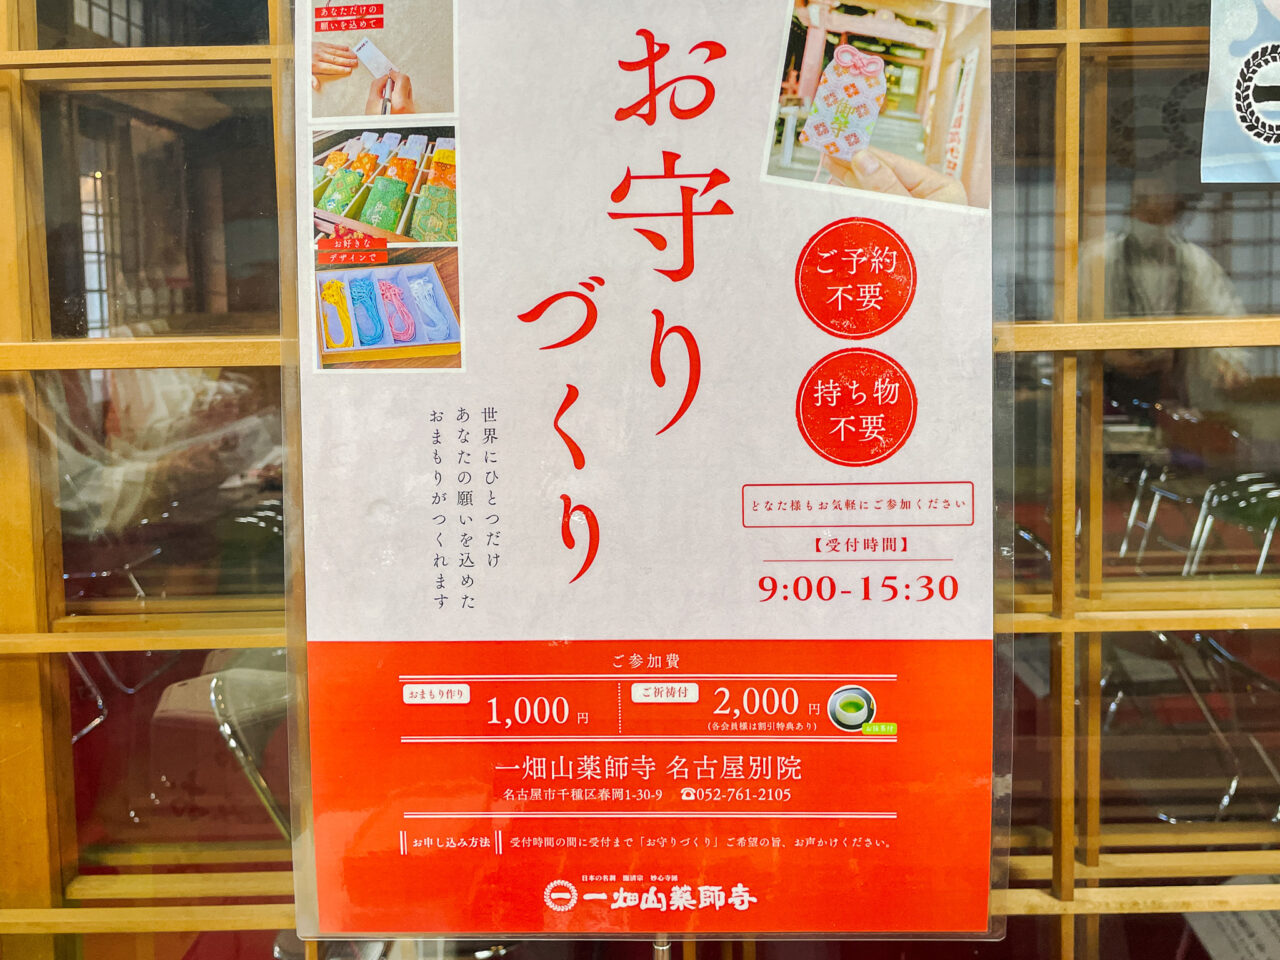 あなただけの
願いを込めて
お好きな
デザインで
お守り
づくり
御守
世界にひとつだけ
あなたの願いを込めた
おまもりがつくれます
ご予約
不要
持ち物
不要
どなた様もお気軽にご参加ください
【受付時間】
9:00-15:30
ご参加費
おまもり作り 1,000 円
ご祈祷付 2,000 円
(各会員様は割引特典あり)
お抹茶付
一畑山薬師寺 名古屋別院
名古屋市千種区春岡1-30-9 ☎052-761-2105
お申し込み方法 受付時間の間に受付まで「お守りづくり」ご希望の旨、お声かけください。
一畑山薬師寺